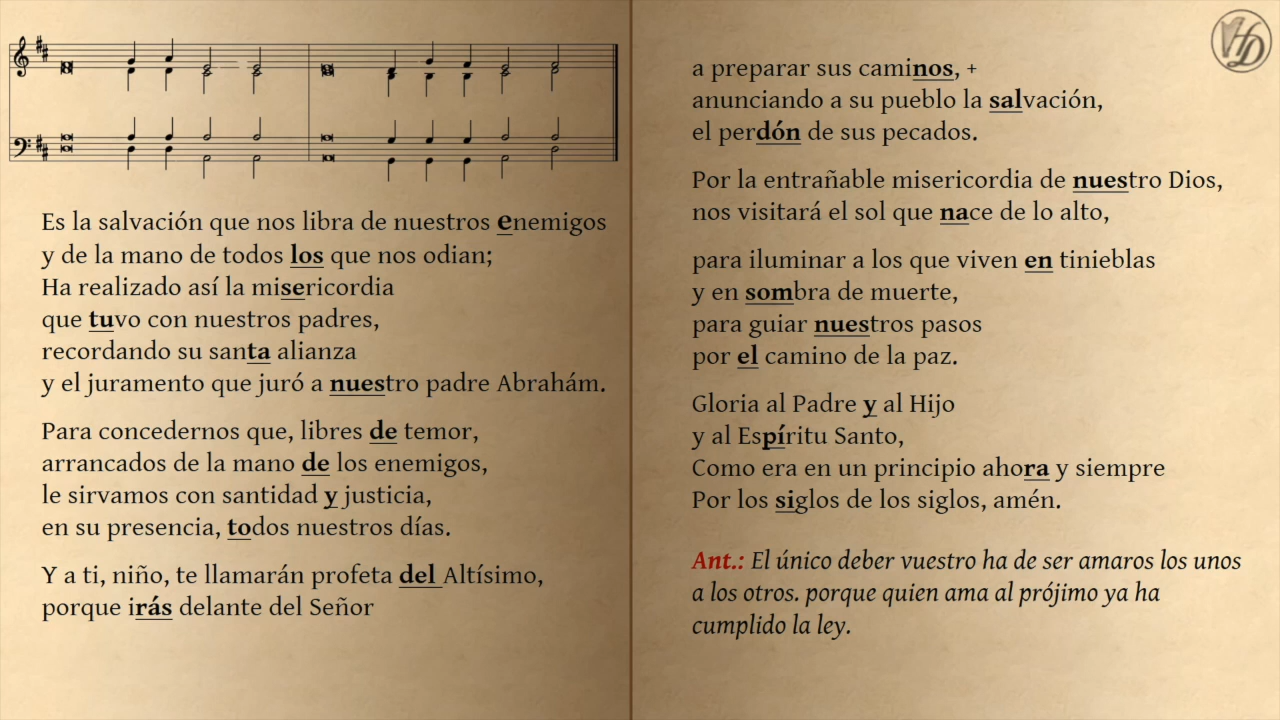 Es la salvación que nos libra de nuestros enemigos
y de la mano de todos los que nos odian;
Ha realizado así la misericordia
que tuvo con nuestros padres,
recordando su santa alianza
y el juramento que juró a nuestro padre Abrahám.
Para concedernos que, libres de temor,
arrancados de la mano de los enemigos,
le sirvamos con santidad y justicia,
en su presencia, todos nuestros días.
Y a ti, niño, te llamarán profeta del Altísimo,
porque irás delante del Señor
a preparar sus caminos, +
anunciando a su pueblo la salvación,
el perdón de sus pecados.
Por la entrañable misericordia de nuestro Dios,
nos visitará el sol que nace de lo alto,
para iluminar a los que viven en tinieblas
y en sombra de muerte,
para guiar nuestros pasos
por el camino de la paz.
Gloria al Padre y al Hijo
y al Espíritu Santo,
Como era en un principio ahora y siempre
Por los siglos de los siglos, amén.
Ant.: El único deber vuestro ha de ser amaros los unos
a los otros. porque quien ama al prójimo ya ha
cumplido la ley.